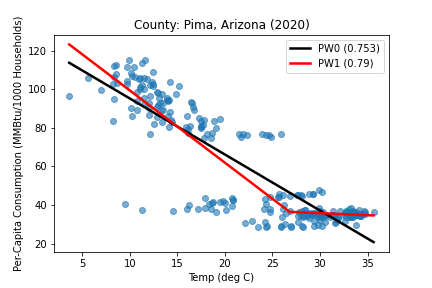 County: Pima, Arizona (2020)
PW0 (0.753)
PW1 (0.79)
Per-Capita Consumption (MMBtu/1000 Households)
120
100
80
60
40
20
5 10 15 20 25 30 35
Temp (deg C)